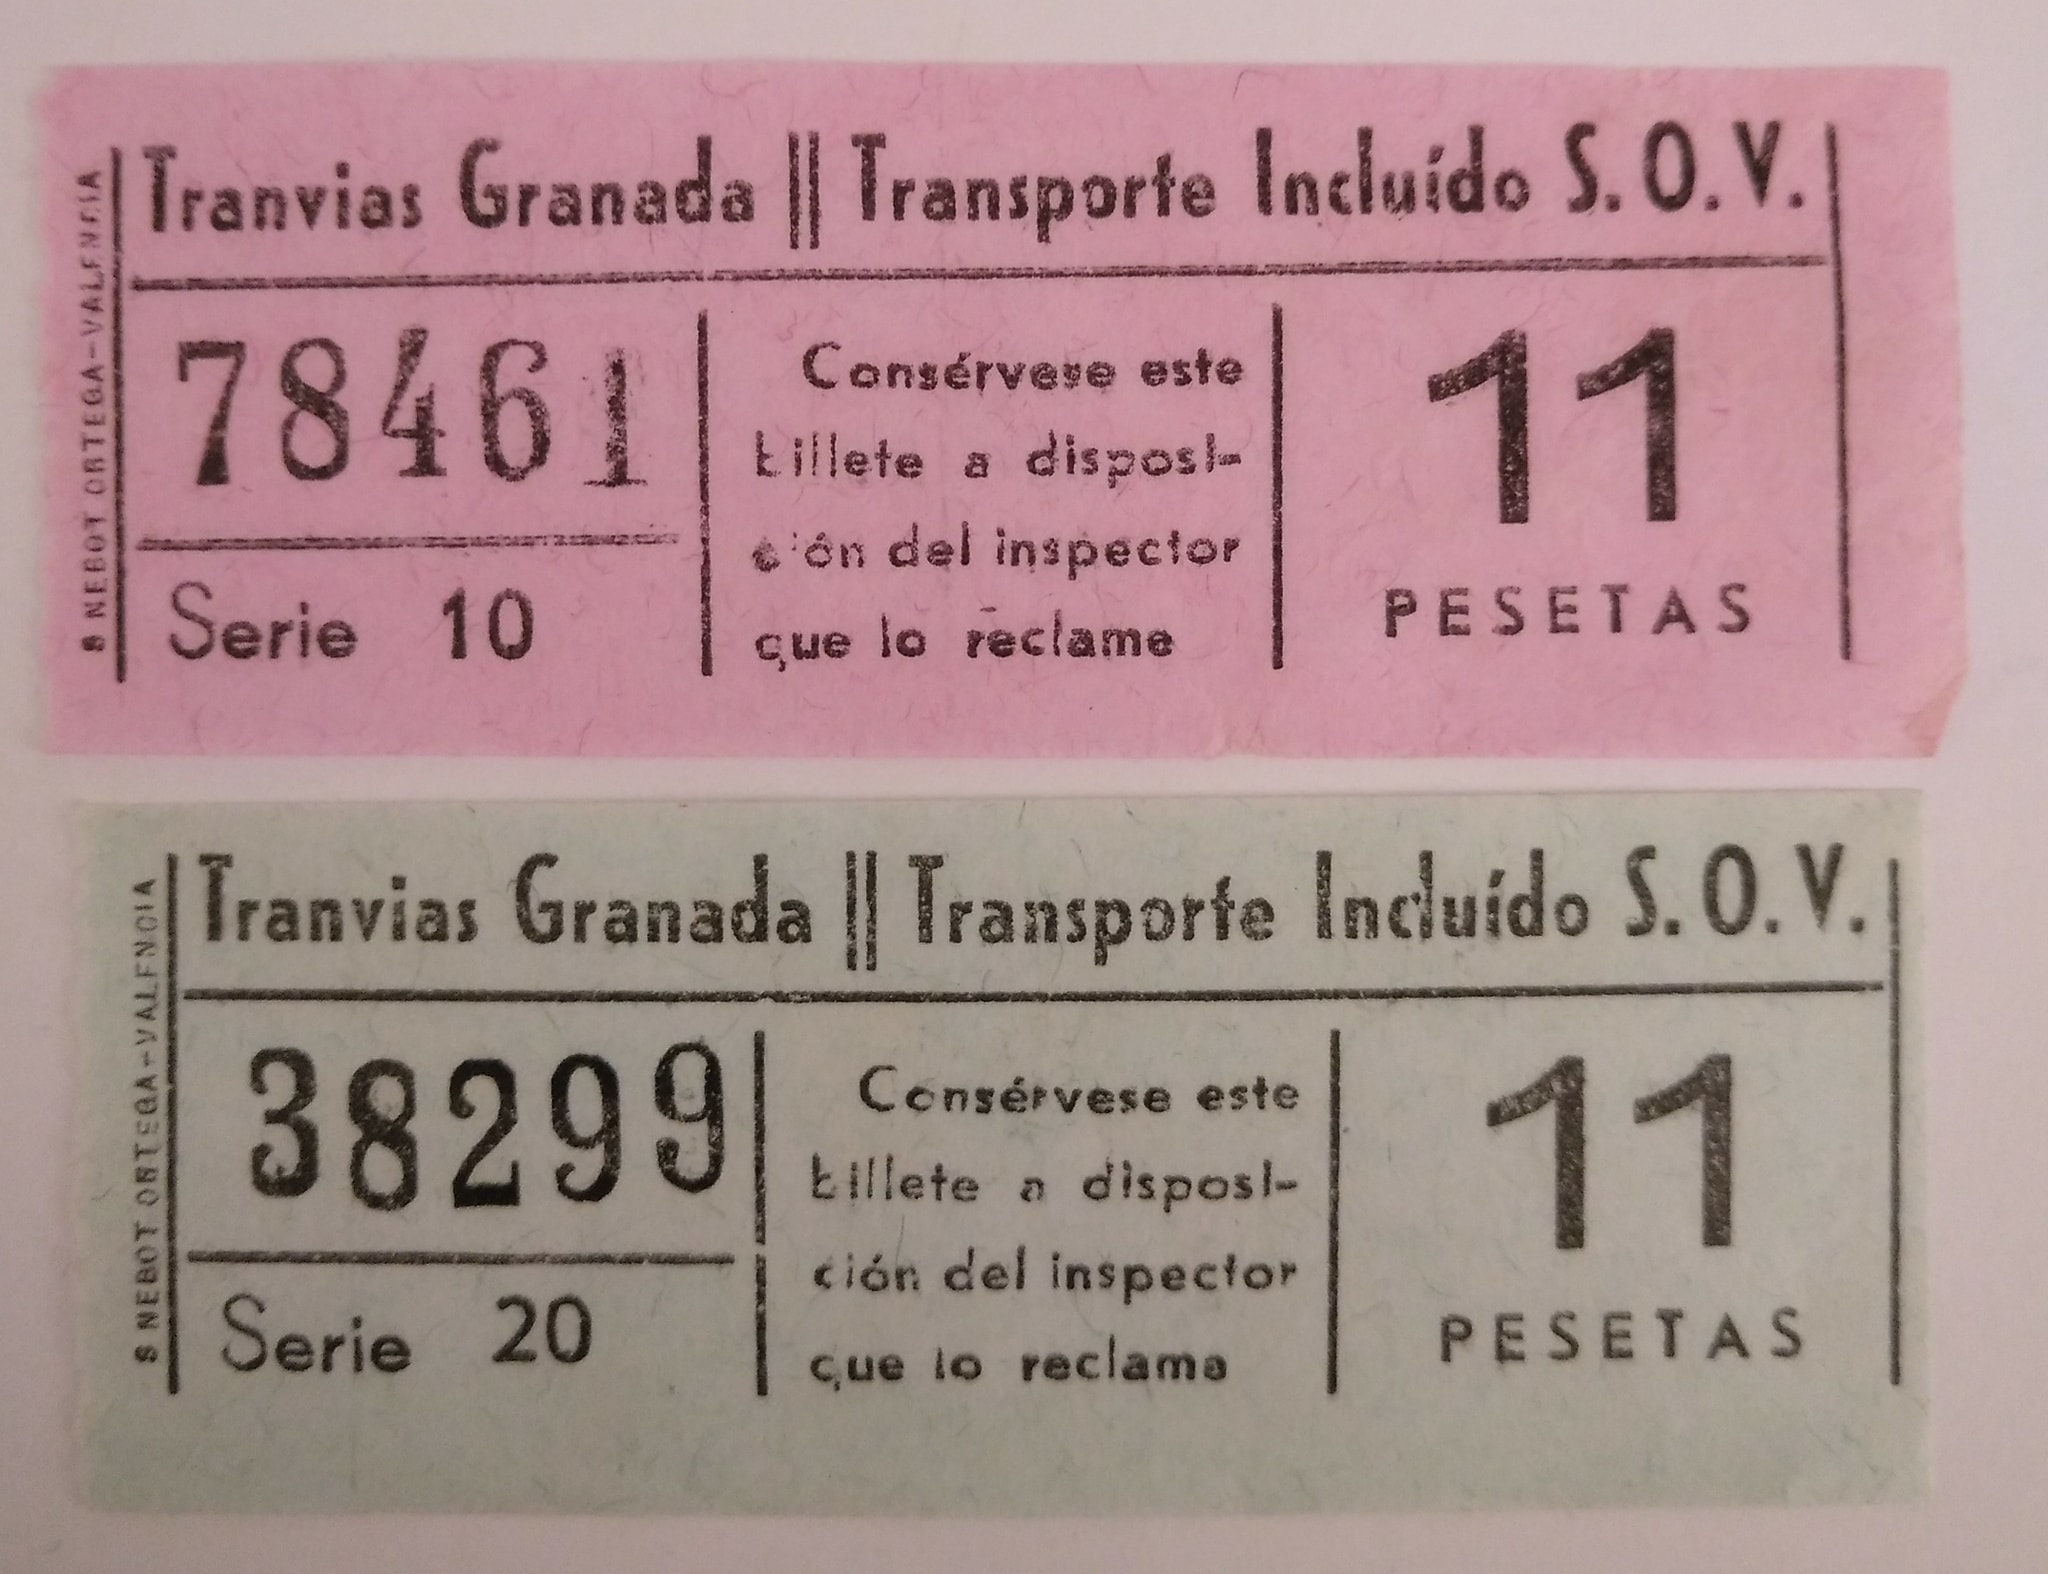 Tranvias Granada || Transporte Incluído S. O. V.
78461
Serie 10
Consérvese este
billete a disposi-
ción del inspector
que lo reclame
11
PESETAS
S NEBOT ORTEGA-VALENCIA
Tranvias Granada || Transporte Incluído S. O. V.
38299
Serie 20
Consérvese este
billete a disposi-
ción del inspector
que lo reclame
11
PESETAS
S NEBOT ORTEGA-VALENCIA